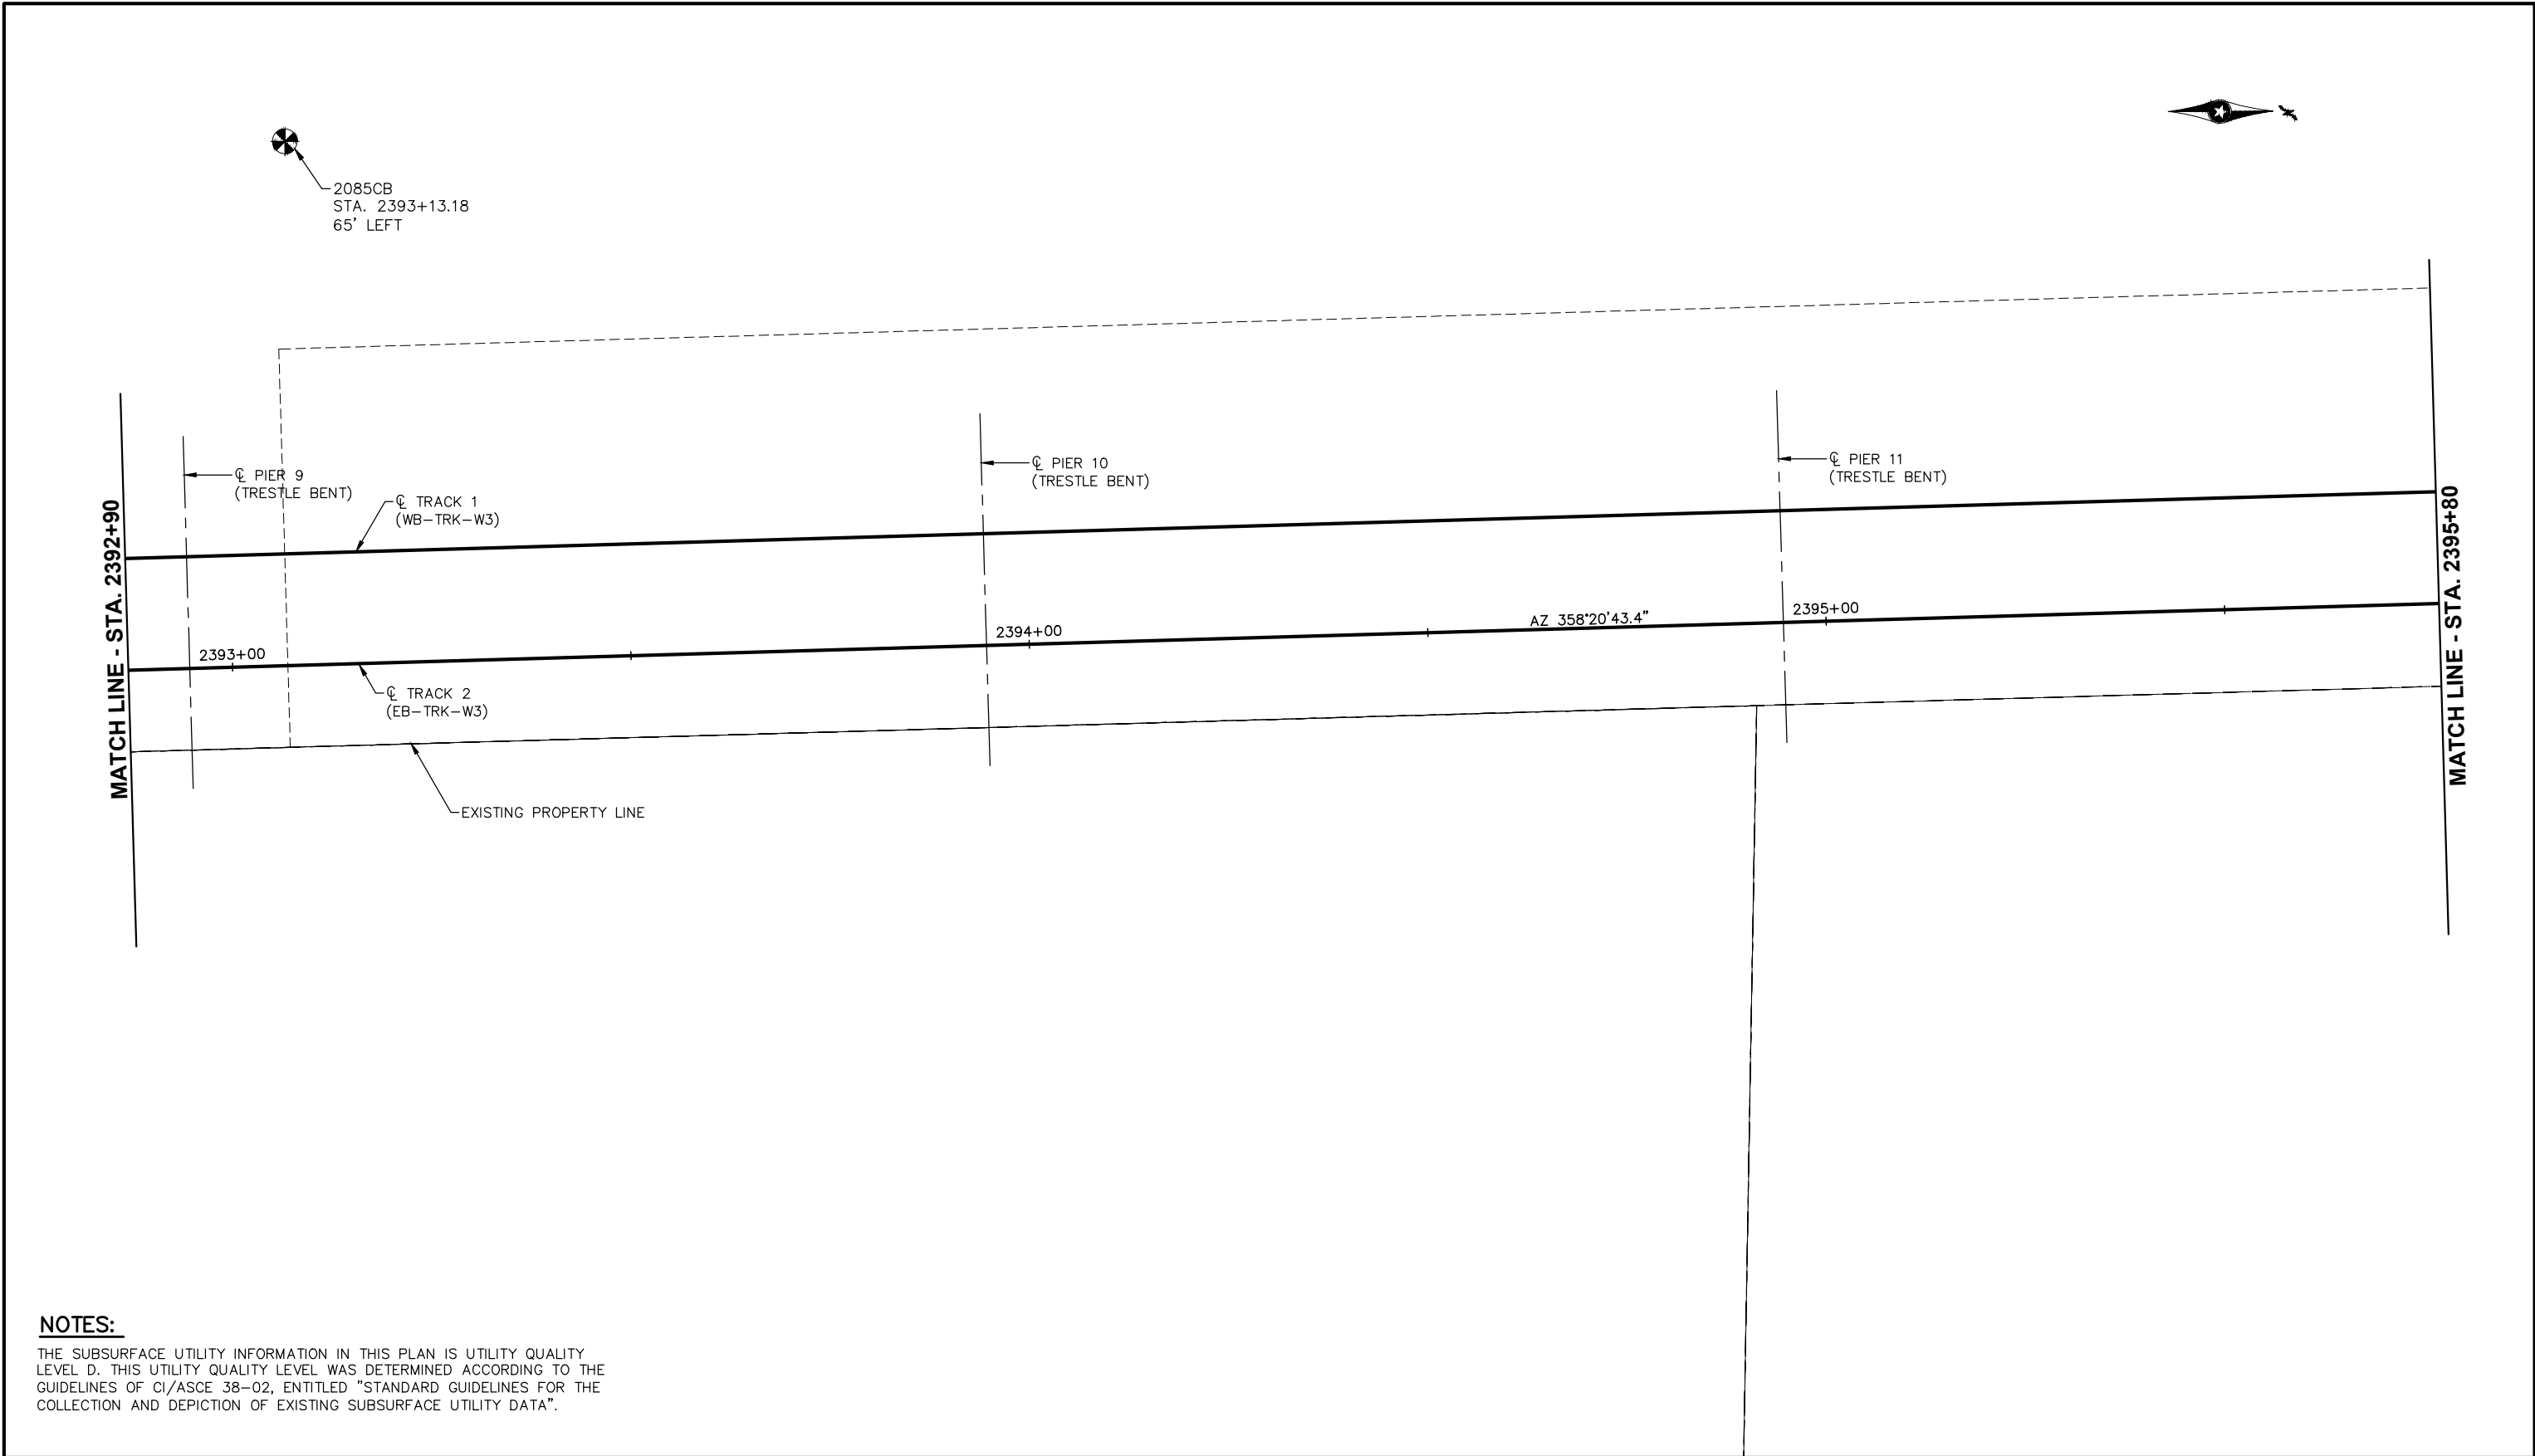 2085CB
STA. 2393+13.18
65' LEFT
MATCH LINE - STA. 2392+90
℄ PIER 9
(TRESTLE BENT)
℄ TRACK 1
(WB-TRK-W3)
℄ PIER 10
(TRESTLE BENT)
℄ PIER 11
(TRESTLE BENT)
2393+00
2394+00
AZ 358°20'43.4"
2395+00
℄ TRACK 2
(EB-TRK-W3)
EXISTING PROPERTY LINE
MATCH LINE - STA. 2395+80
NOTES:
THE SUBSURFACE UTILITY INFORMATION IN THIS PLAN IS UTILITY QUALITY
LEVEL D. THIS UTILITY QUALITY LEVEL WAS DETERMINED ACCORDING TO THE
GUIDELINES OF CI/ASCE 38-02, ENTITLED "STANDARD GUIDELINES FOR THE
COLLECTION AND DEPICTION OF EXISTING SUBSURFACE UTILITY DATA".